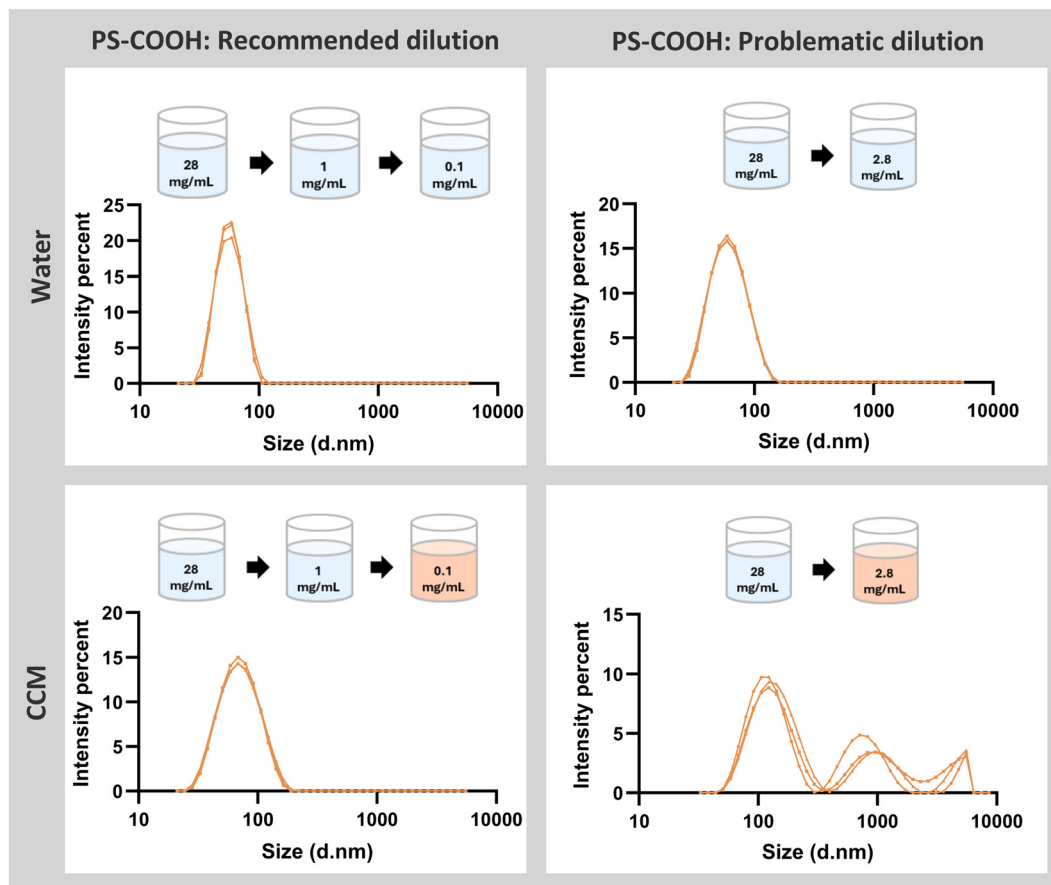 PS-COOH: Recommended dilution
PS-COOH: Problematic dilution
Water
28
mg/mL
1
mg/mL
0.1
mg/mL
Intensity percent
25
20
15
10
5
0
10
100
1000
10000
Size (d.nm)
28
mg/mL
2.8
mg/mL
Intensity percent
20
15
10
5
0
10
100
1000
10000
Size (d.nm)
CCM
28
mg/mL
1
mg/mL
0.1
mg/mL
Intensity percent
20
15
10
5
0
10
100
1000
10000
Size (d.nm)
28
mg/mL
2.8
mg/mL
Intensity percent
15
10
5
0
10
100
1000
10000
Size (d.nm)